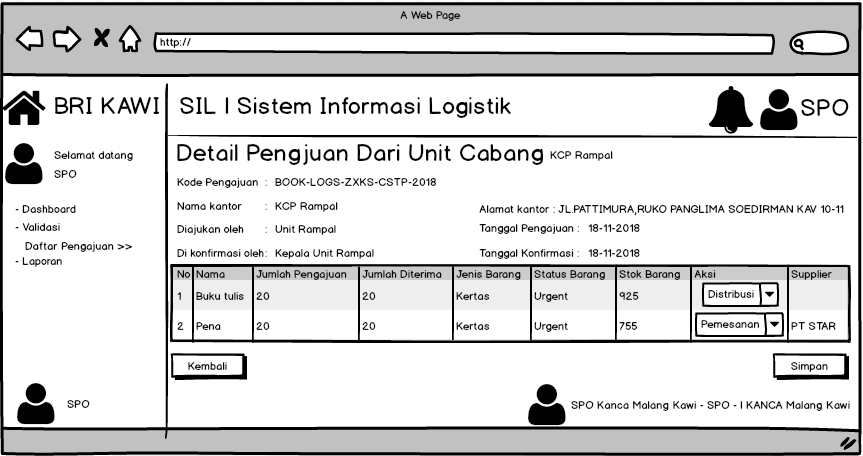 A Web Page
http://
BRI KAWI
SIL I Sistem Informasi Logistik
SPO
Selamat datang
SPO
- Dashboard
- Validasi
Daftar Pengajuan >>
- Laporan
Detail Pengjuan Dari Unit Cabang KCP Rampal
Kode Pengajuan : BOOK-LOGS-ZXKS-CSTP-2018
Nama kantor : KCP Rampal
Alamat kantor : JL.PATTIMURA,RUKO PANGLIMA SOEDIRMAN KAV 10-11
Diajukan oleh : Unit Rampal
Tanggal Pengajuan : 18-11-2018
Di konfirmasi oleh: Kepala Unit Rampal
Tanggal Konfirmasi : 18-11-2018
No Nama Jumlah Pengajuan Jumlah Diterima Jenis Barang Status Barang Stok Barang Aksi Supplier
1 Buku tulis 20 20 Kertas Urgent 925 Distribusi
2 Pena 20 20 Kertas Urgent 755 Pemesanan PT STAR
Kembali
Simpan
SPO
SPO Kanca Malang Kawi - SPO - I KANCA Malang Kawi